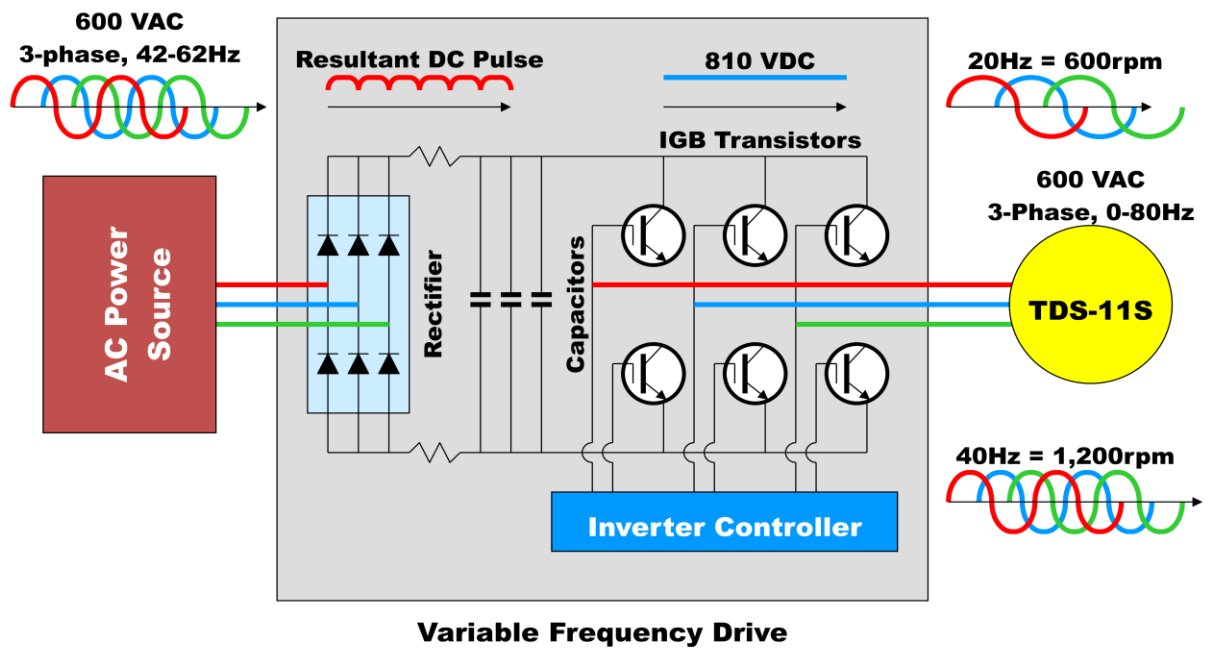 600 VAC
3-phase, 42-62Hz
Resultant DC Pulse
810 VDC
20Hz = 600rpm
IGB Transistors
600 VAC
3-Phase, 0-80Hz
AC Power
Source
Rectifier
Capacitors
TDS-11S
40Hz = 1,200rpm
Inverter Controller
Variable Frequency Drive